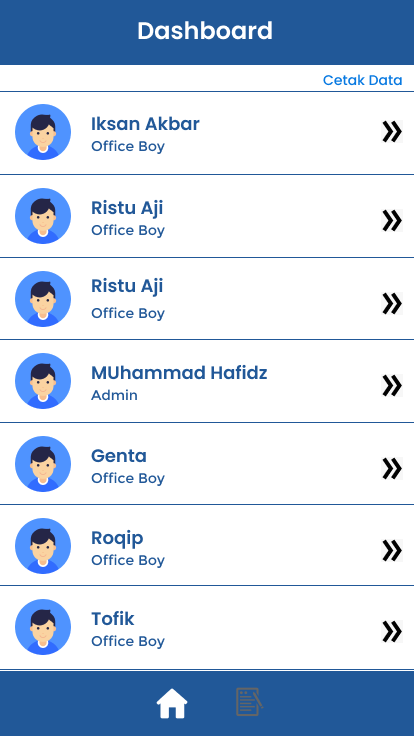 Dashboard
Cetak Data
Iksan Akbar
Office Boy
Ristu Aji
Office Boy
Ristu Aji
Office Boy
MUhammad Hafidz
Admin
Genta
Office Boy
Roqip
Office Boy
Tofik
Office Boy